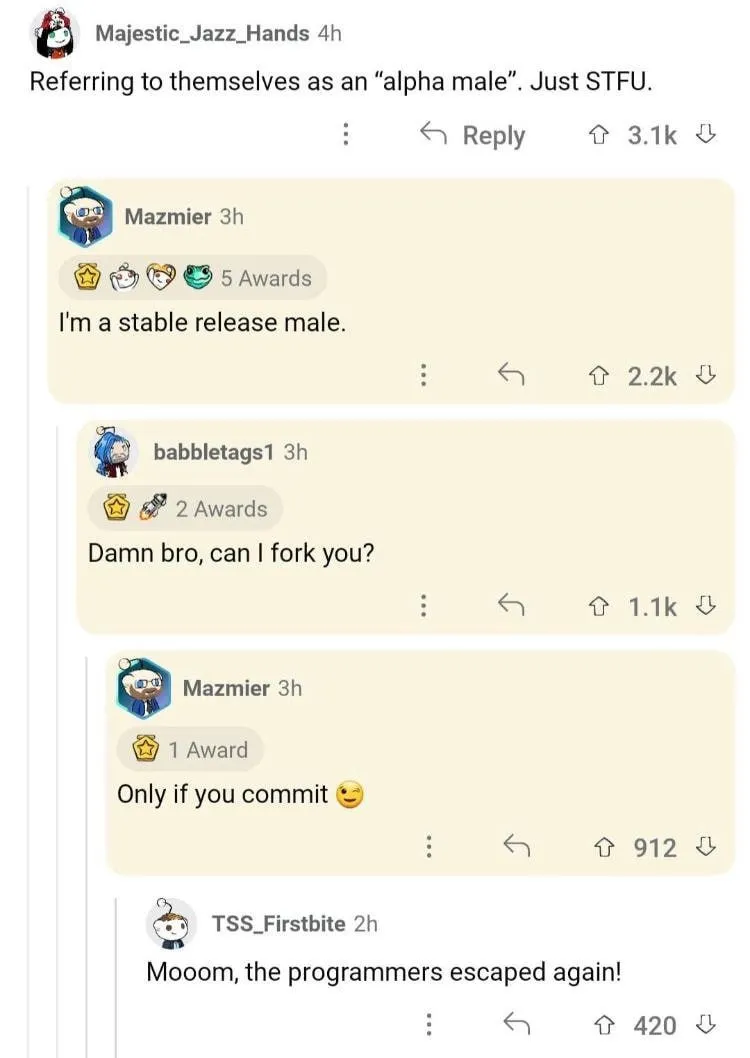 Majestic_Jazz_Hands 4h
Referring to themselves as an “alpha male”. Just STFU.
Reply 3.1k
Mazmier 3h
5 Awards
I'm a stable release male.
2.2k
babbletags1 3h
2 Awards
Damn bro, can I fork you?
1.1k
Mazmier 3h
1 Award
Only if you commit 😉
912
TSS_Firstbite 2h
Mooom, the programmers escaped again!
420